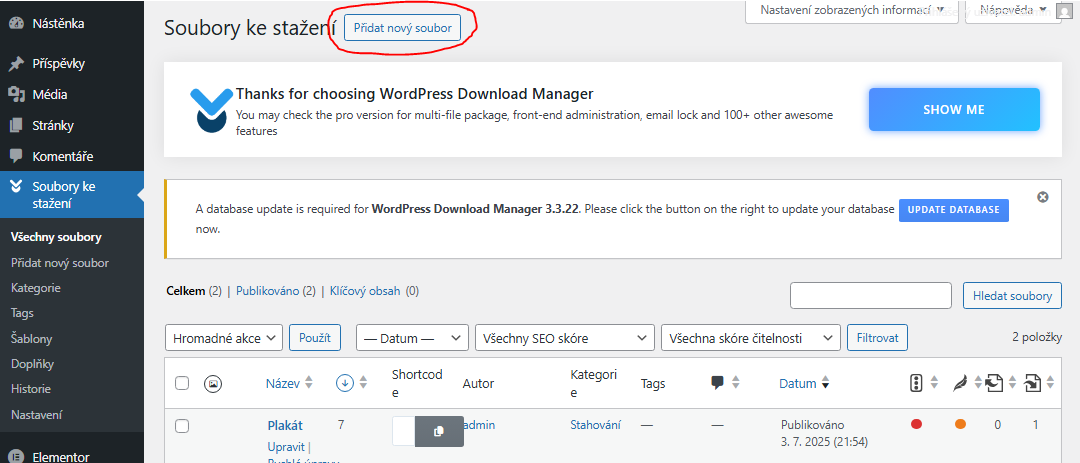 Nástěnka
Příspěvky
Média
Stránky
Komentáře
Soubory ke
stažení
Všechny soubory
Přidat nový soubor
Kategorie
Tags
Šablony
Doplňky
Historie
Nastavení
Elementor
Soubory ke stažení
Přidat nový soubor
Nastavení zobrazených informací
Nápověda
Thanks for choosing WordPress Download Manager
You may check the pro version for multi-file package, front-end administration, email lock and 100+ other awesome
features
SHOW ME
A database update is required for WordPress Download Manager 3.3.22. Please click the button on the right to update your database
now.
UPDATE DATABASE
Celkem (2) | Publikováno (2) | Klíčový obsah (0)
Hledat soubory
Hromadné akce
Použít
— Datum —
Všechny SEO skóre
Všechna skóre čitelnosti
Filtrovat
2 položky
Název
Shortcod
e
Autor
Kategori
e
Tags
Datum
Plakát
7
admin
Stahování
—
—
Publikováno
3. 7. 2025 (21:54)
0
1
Upravit |
Rychlé úpravy